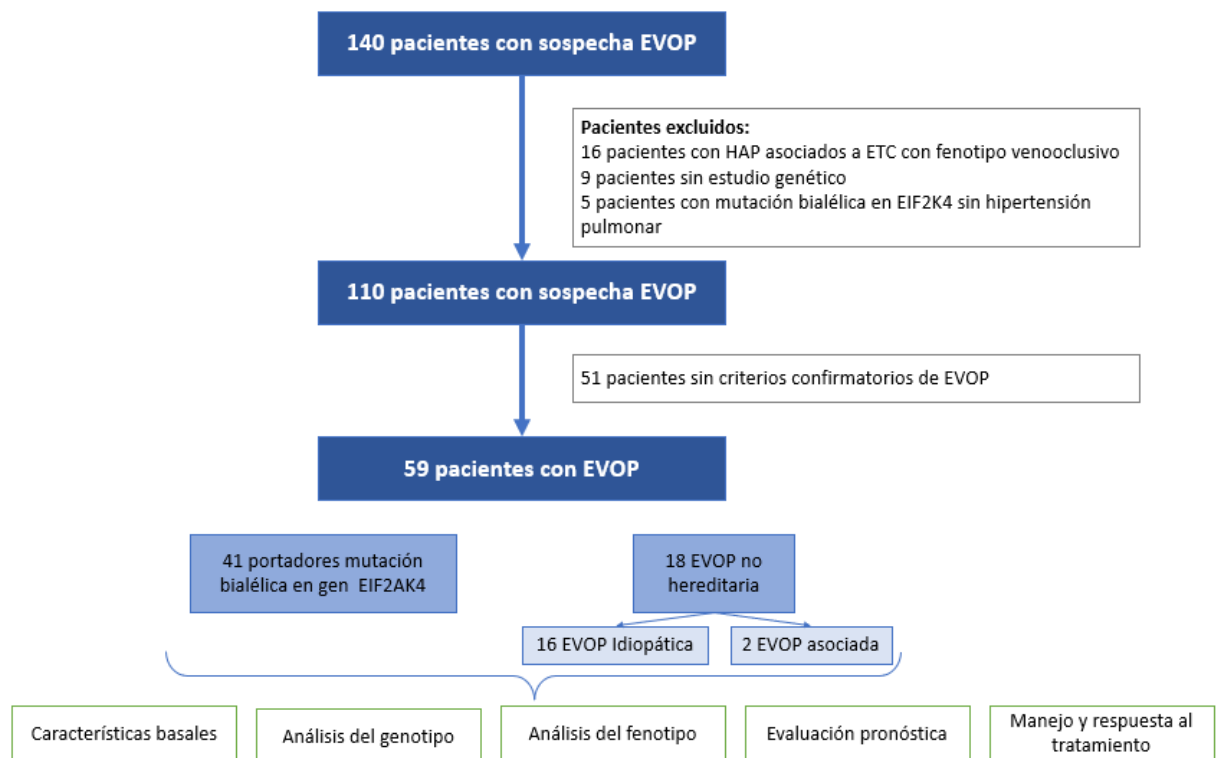 140 pacientes con sospecha EVOP
Pacientes excluidos:
16 pacientes con HAP asociados a ETC con fenotipo venooclusivo
9 pacientes sin estudio genético
5 pacientes con mutación bialélica en EIF2K4 sin hipertensión
pulmonar
110 pacientes con sospecha EVOP
51 pacientes sin criterios confirmatorios de EVOP
59 pacientes con EVOP
41 portadores mutación
bialélica en gen EIF2AK4
18 EVOP no
hereditaria
16 EVOP Idiopática
2 EVOP asociada
Características basales
Análisis del genotipo
Análisis del fenotipo
Evaluación pronóstica
Manejo y respuesta al
tratamiento